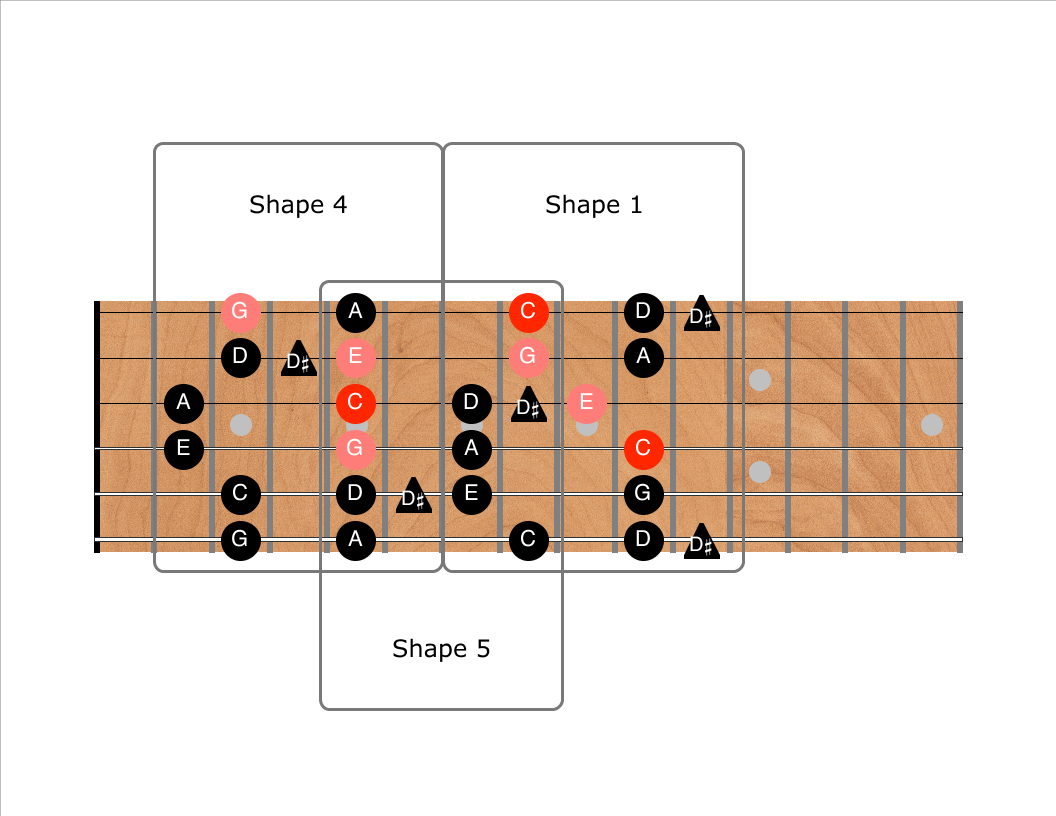 Shape 4 Shape 1
G A C D D♯
D D♯ E G A
A C D D♯ E
E G A C
C D D♯ E G
G A C D D♯
Shape 5